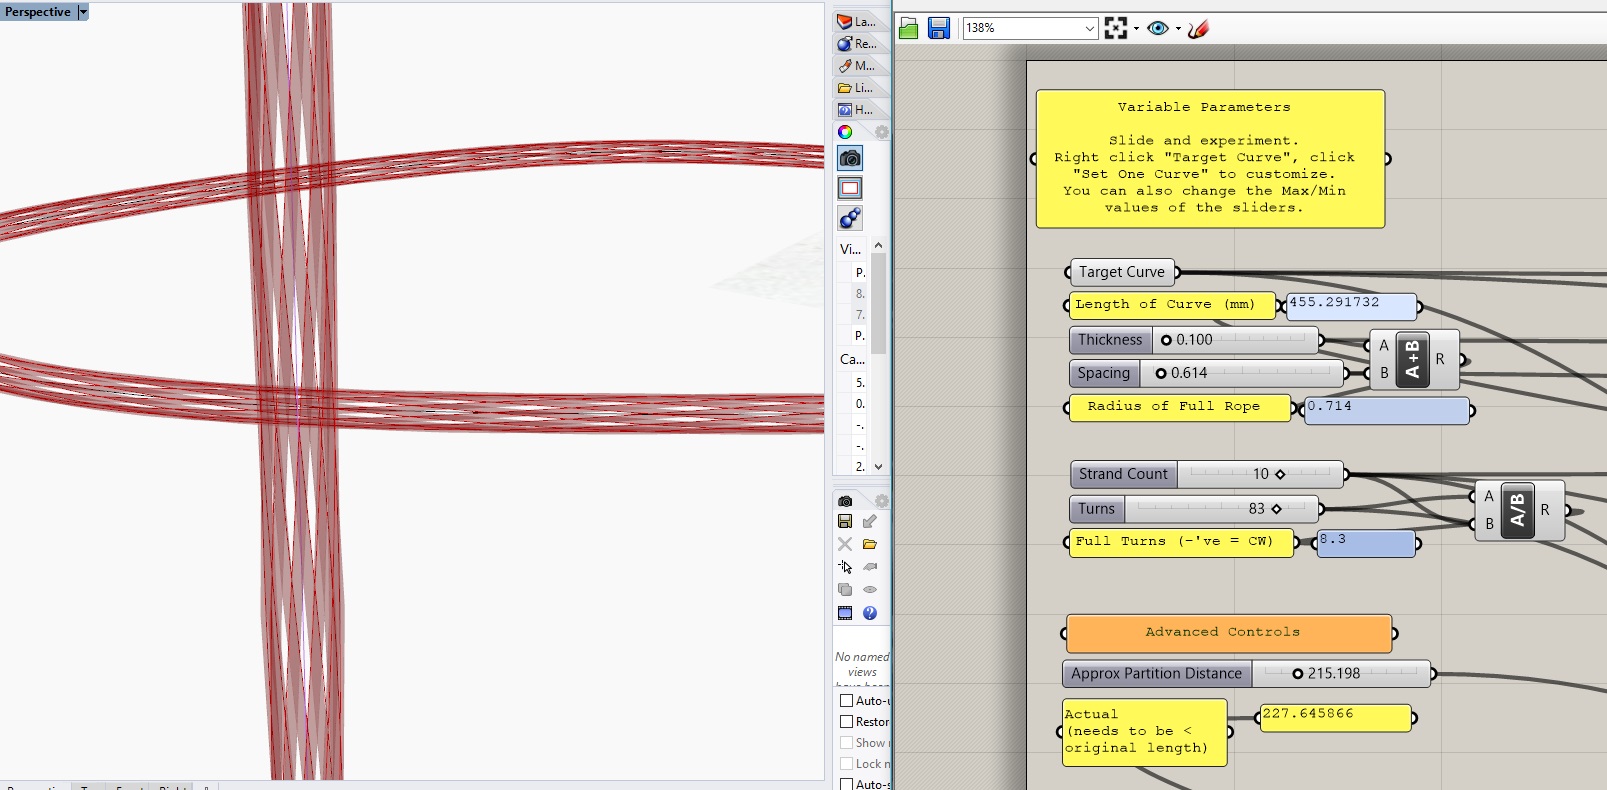 Perspective
La...
Re...
M...
Li...
H...
Vi...
P.
8.
7.
P.
Ca...
5.
0.
-.
-.
2.
No named
views
Auto-u
Restor
Show
Lock n
Auto-s
138%
Variable Parameters
Slide and experiment.
Right click "Target Curve", click
"Set One Curve" to customize.
You can also change the Max/Min
values of the sliders.
Target Curve
Length of Curve (mm) 455.291732
Thickness 0.100
Spacing 0.614
A
B
A+B
R
Radius of Full Rope 0.714
Strand Count 10
Turns 83
A
B
A/B
R
Full Turns (-'ve = CW) 8.3
Advanced Controls
Approx Partition Distance 215.198
Actual
(needs to be <
original length)
227.645866